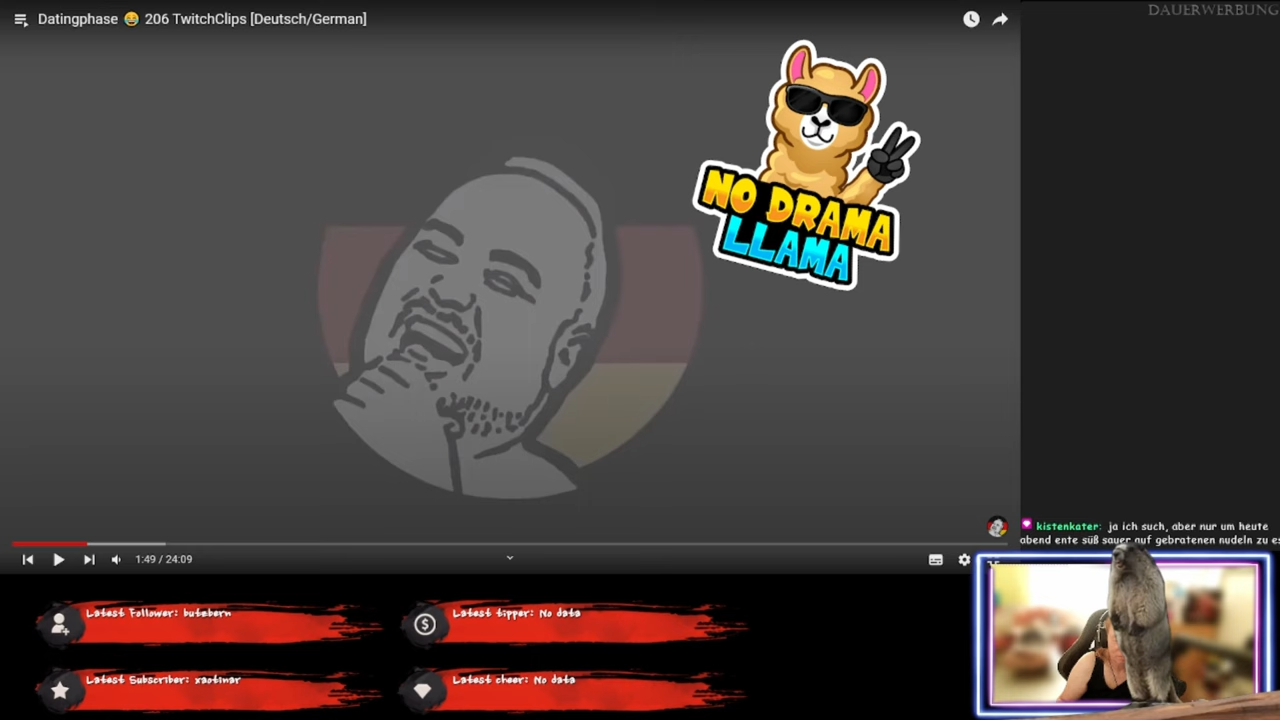 Datingphase 😂 206 TwitchClips [Deutsch/German]
DAUERWERBUNG
NO DRAMA
LLAMA
kistenkater: ja ich such, aber nur um heute
abend ente süß sauer auf gebratenen nudeln zu es
1:49 / 24:09
Latest Follower: butebern
Latest tipper: No data
Latest Subscriber: xaotinar
Latest cheer: No data